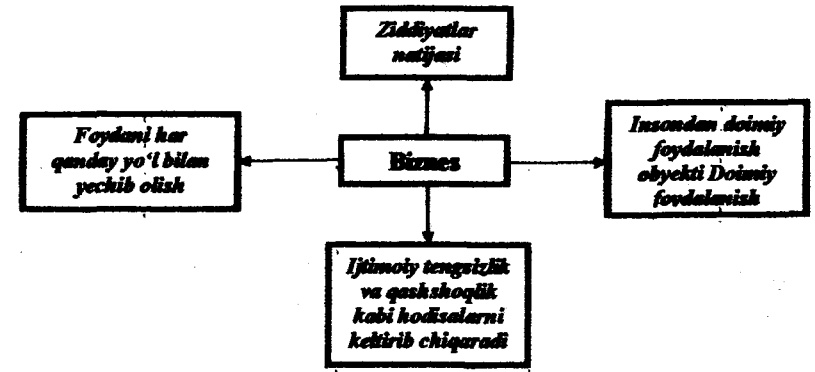 Ziddiyatlar
natijasi
Foydani har
qanday yo‘l bilan
yechib olish
Biznes
Insondan doimiy
foydalanish
obyekti Doimiy
fovdalanish
Ijtimoiy tengsizlik
va qashshoqlik
kabi hodisalarni
keltirib chiqaradi